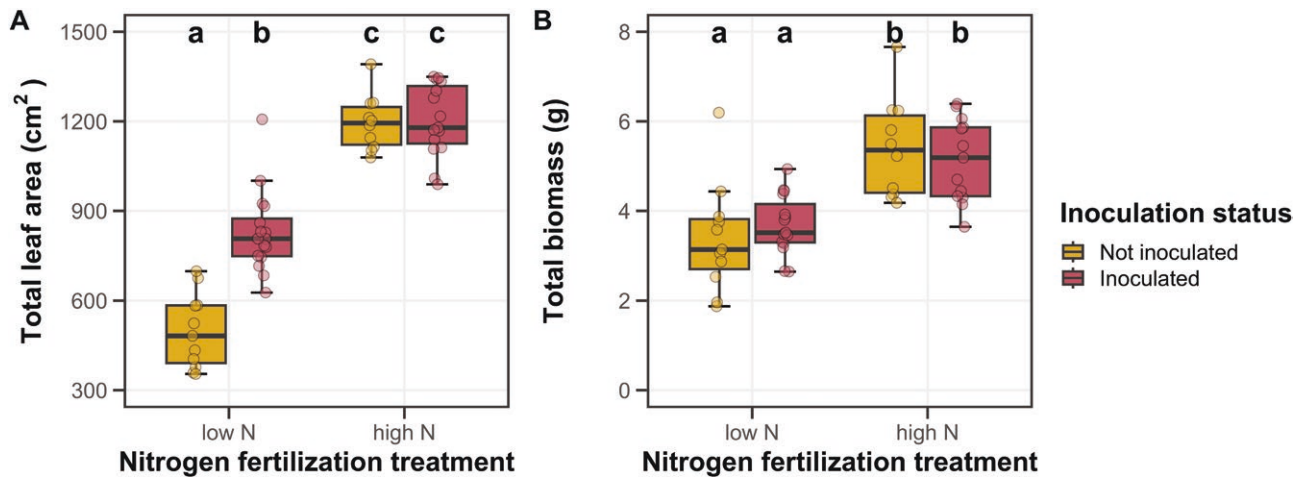 A
Total leaf area (cm²)
1500
1200
900
600
300
a b c c
low N high N
Nitrogen fertilization treatment
B
Total biomass (g)
8
6
4
2
0
a a b b
low N high N
Nitrogen fertilization treatment
Inoculation status
Not inoculated
Inoculated